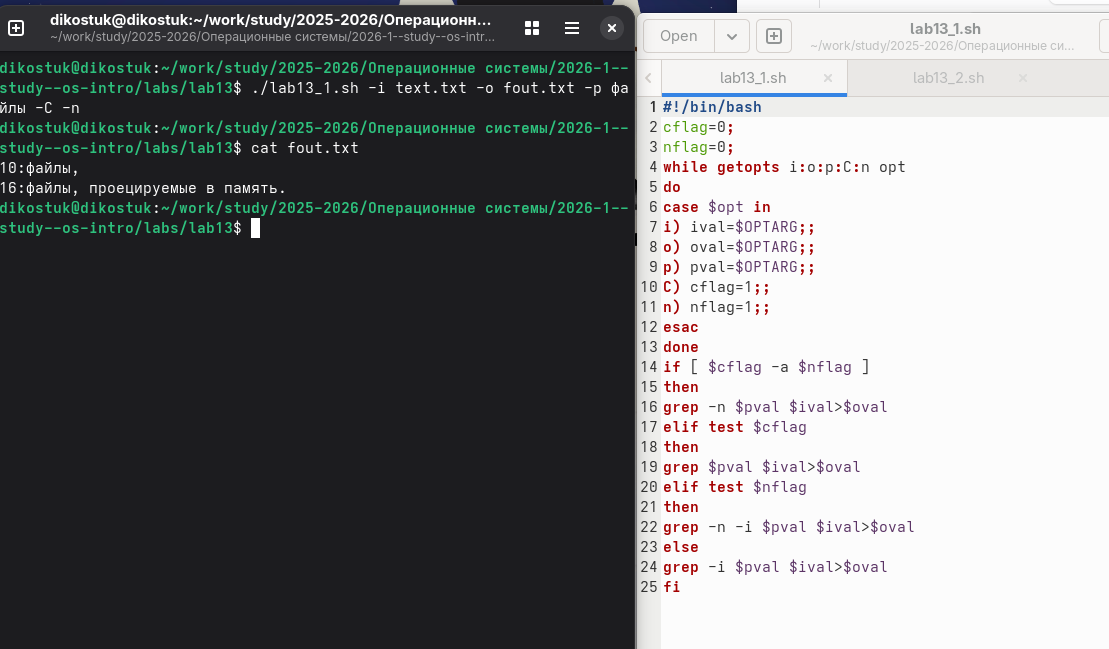 dikostuk@dikostuk:~/work/study/2025-2026/Операционн...
~/work/study/2025-2026/Операционные системы/2026-1--study--os-intr...
dikostuk@dikostuk:~/work/study/2025-2026/Операционные системы/2026-1--
study--os-intro/labs/lab13$ ./lab13_1.sh -i text.txt -o fout.txt -p фа
йлы -C -n
dikostuk@dikostuk:~/work/study/2025-2026/Операционные системы/2026-1--
study--os-intro/labs/lab13$ cat fout.txt
10:файлы,
16:файлы, проецируемые в память.
dikostuk@dikostuk:~/work/study/2025-2026/Операционные системы/2026-1--
study--os-intro/labs/lab13$
Open
lab13_1.sh
~/work/study/2025-2026/Операционные си...
lab13_1.sh
lab13_2.sh
1 #!/bin/bash
2 cflag=0;
3 nflag=0;
4 while getopts i:o:p:C:n opt
5 do
6 case $opt in
7 i) ival=$OPTARG;;
8 o) oval=$OPTARG;;
9 p) pval=$OPTARG;;
10 C) cflag=1;;
11 n) nflag=1;;
12 esac
13 done
14 if [ $cflag -a $nflag ]
15 then
16 grep -n $pval $ival>$oval
17 elif test $cflag
18 then
19 grep $pval $ival>$oval
20 elif test $nflag
21 then
22 grep -n -i $pval $ival>$oval
23 else
24 grep -i $pval $ival>$oval
25 fi